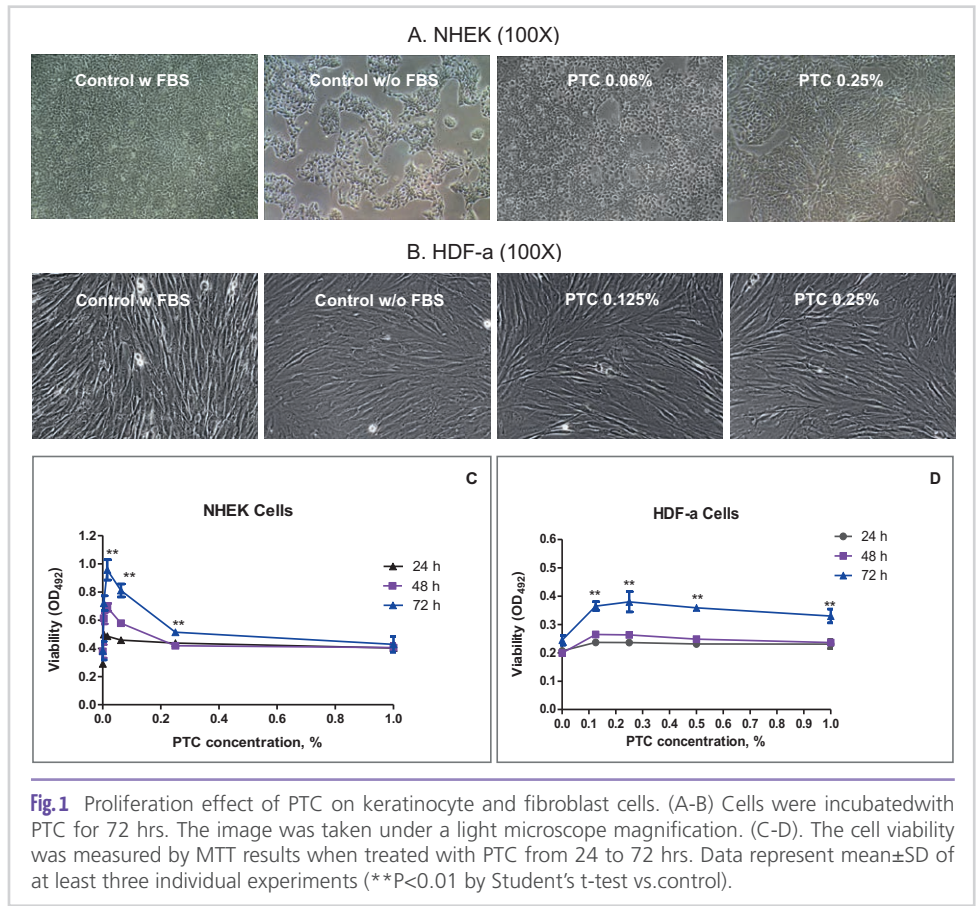 A. NHEK (100X)
Control w FBS
Control w/o FBS
PTC 0.06%
PTC 0.25%
B. HDF-a (100X)
Control w FBS
Control w/o FBS
PTC 0.125%
PTC 0.25%
C
NHEK Cells
Viability (OD492)
1.2
1.0
0.8
0.6
0.4
0.2
0.0
** 
**
**
24 h
48 h
72 h
0.0 0.2 0.4 0.6 0.8 1.0
PTC concentration, %
D
HDF-a Cells
Viability (OD492)
0.6
0.5
0.4
0.3
0.2
0.1
0.0
**
**
**
**
24 h
48 h
72 h
0.0 0.1 0.2 0.3 0.4 0.5 0.6 0.7 0.8 0.9 1.0
PTC concentration, %
Fig. 1 Proliferation effect of PTC on keratinocyte and fibroblast cells. (A-B) Cells were incubatedwith
PTC for 72 hrs. The image was taken under a light microscope magnification. (C-D). The cell viability
was measured by MTT results when treated with PTC from 24 to 72 hrs. Data represent mean±SD of
at least three individual experiments (**P<0.01 by Student’s t-test vs.control).